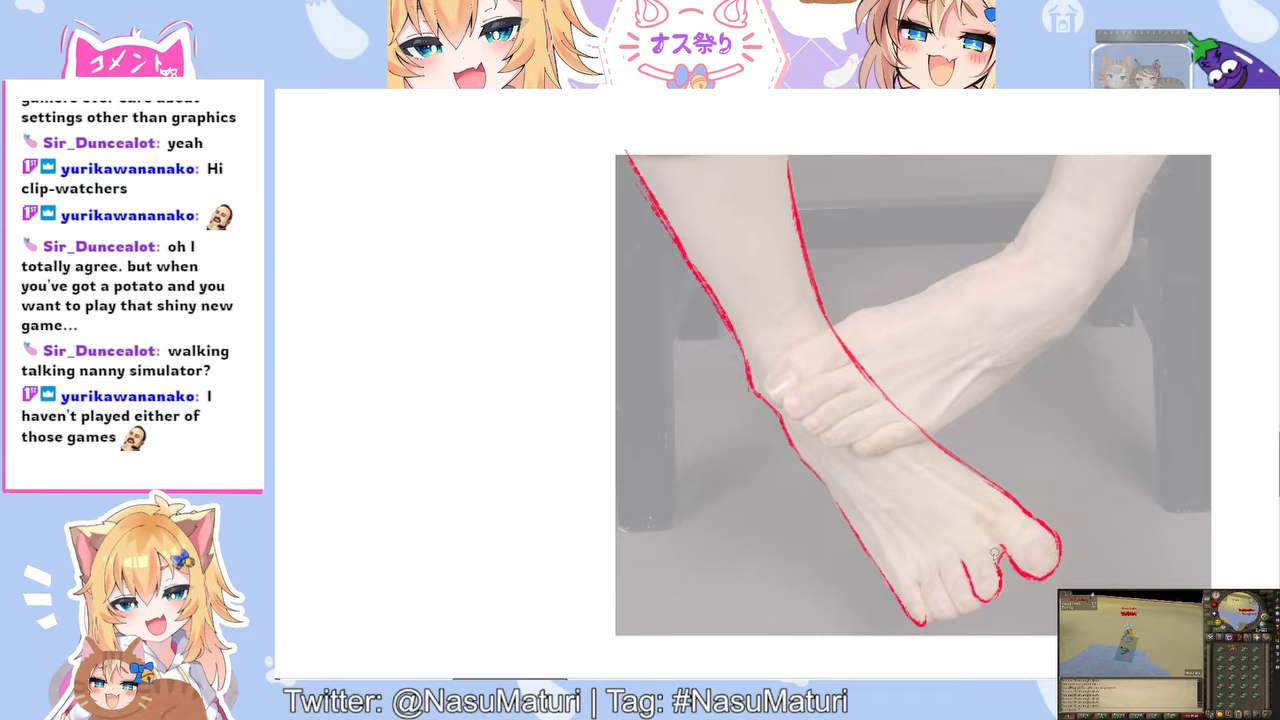 オス祭り
コメント
settings other than graphics
Sir_Duncealot: yeah
yurikawananako: Hi
clip-watchers
yurikawananako:
Sir_Duncealot: oh I
totally agree. but when
you've got a potato and you
want to play that shiny new
game...
Sir_Duncealot: walking
talking nanny simulator?
yurikawananako: I
haven't played either of
those games
Twitter: @NasuMaturi | Tag: #NasuMaturi